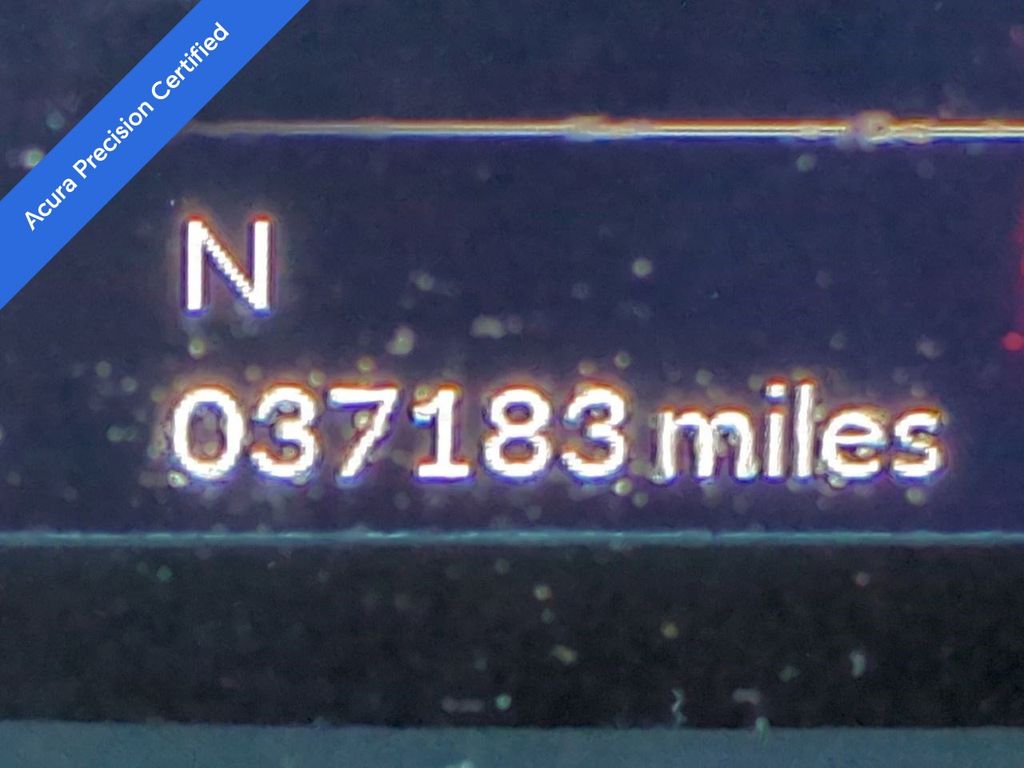 Acura Precision Certified
N
037183 miles